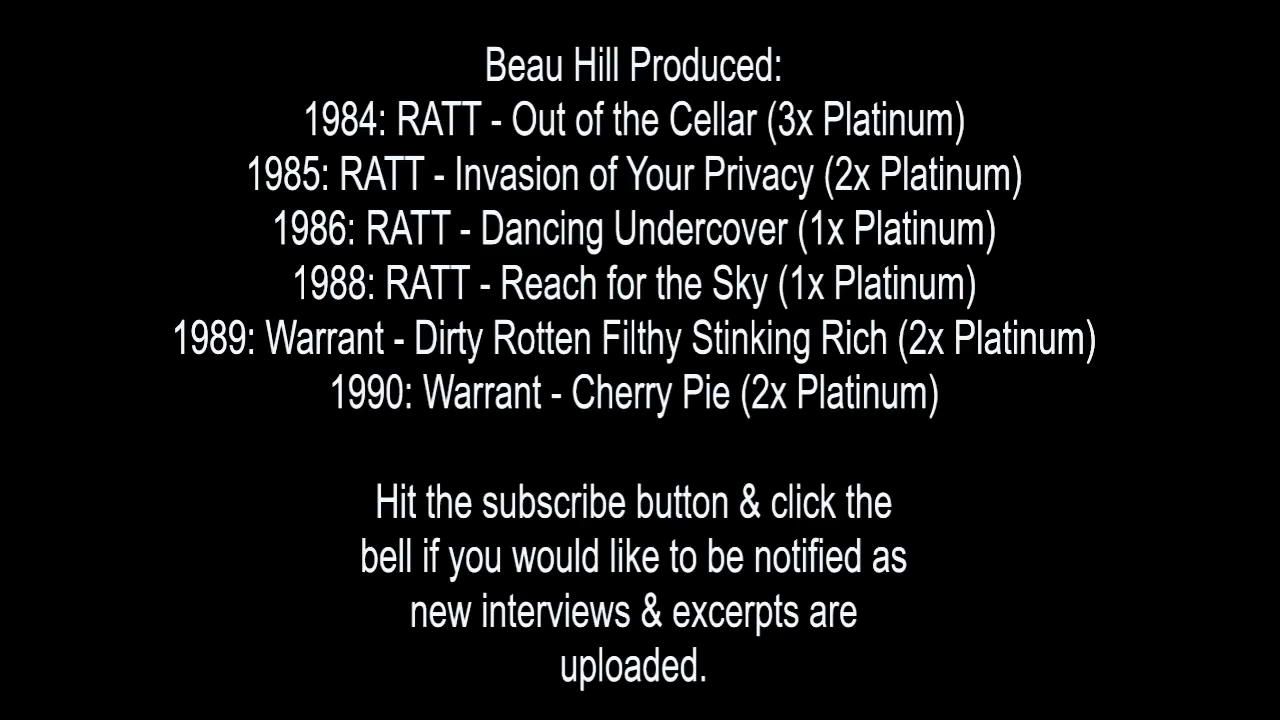 Beau Hill Produced:
1984: RATT - Out of the Cellar (3x Platinum)
1985: RATT - Invasion of Your Privacy (2x Platinum)
1986: RATT - Dancing Undercover (1x Platinum)
1988: RATT - Reach for the Sky (1x Platinum)
1989: Warrant - Dirty Rotten Filthy Stinking Rich (2x Platinum)
1990: Warrant - Cherry Pie (2x Platinum)
Hit the subscribe button & click the
bell if you would like to be notified as
new interviews & excerpts are
uploaded.